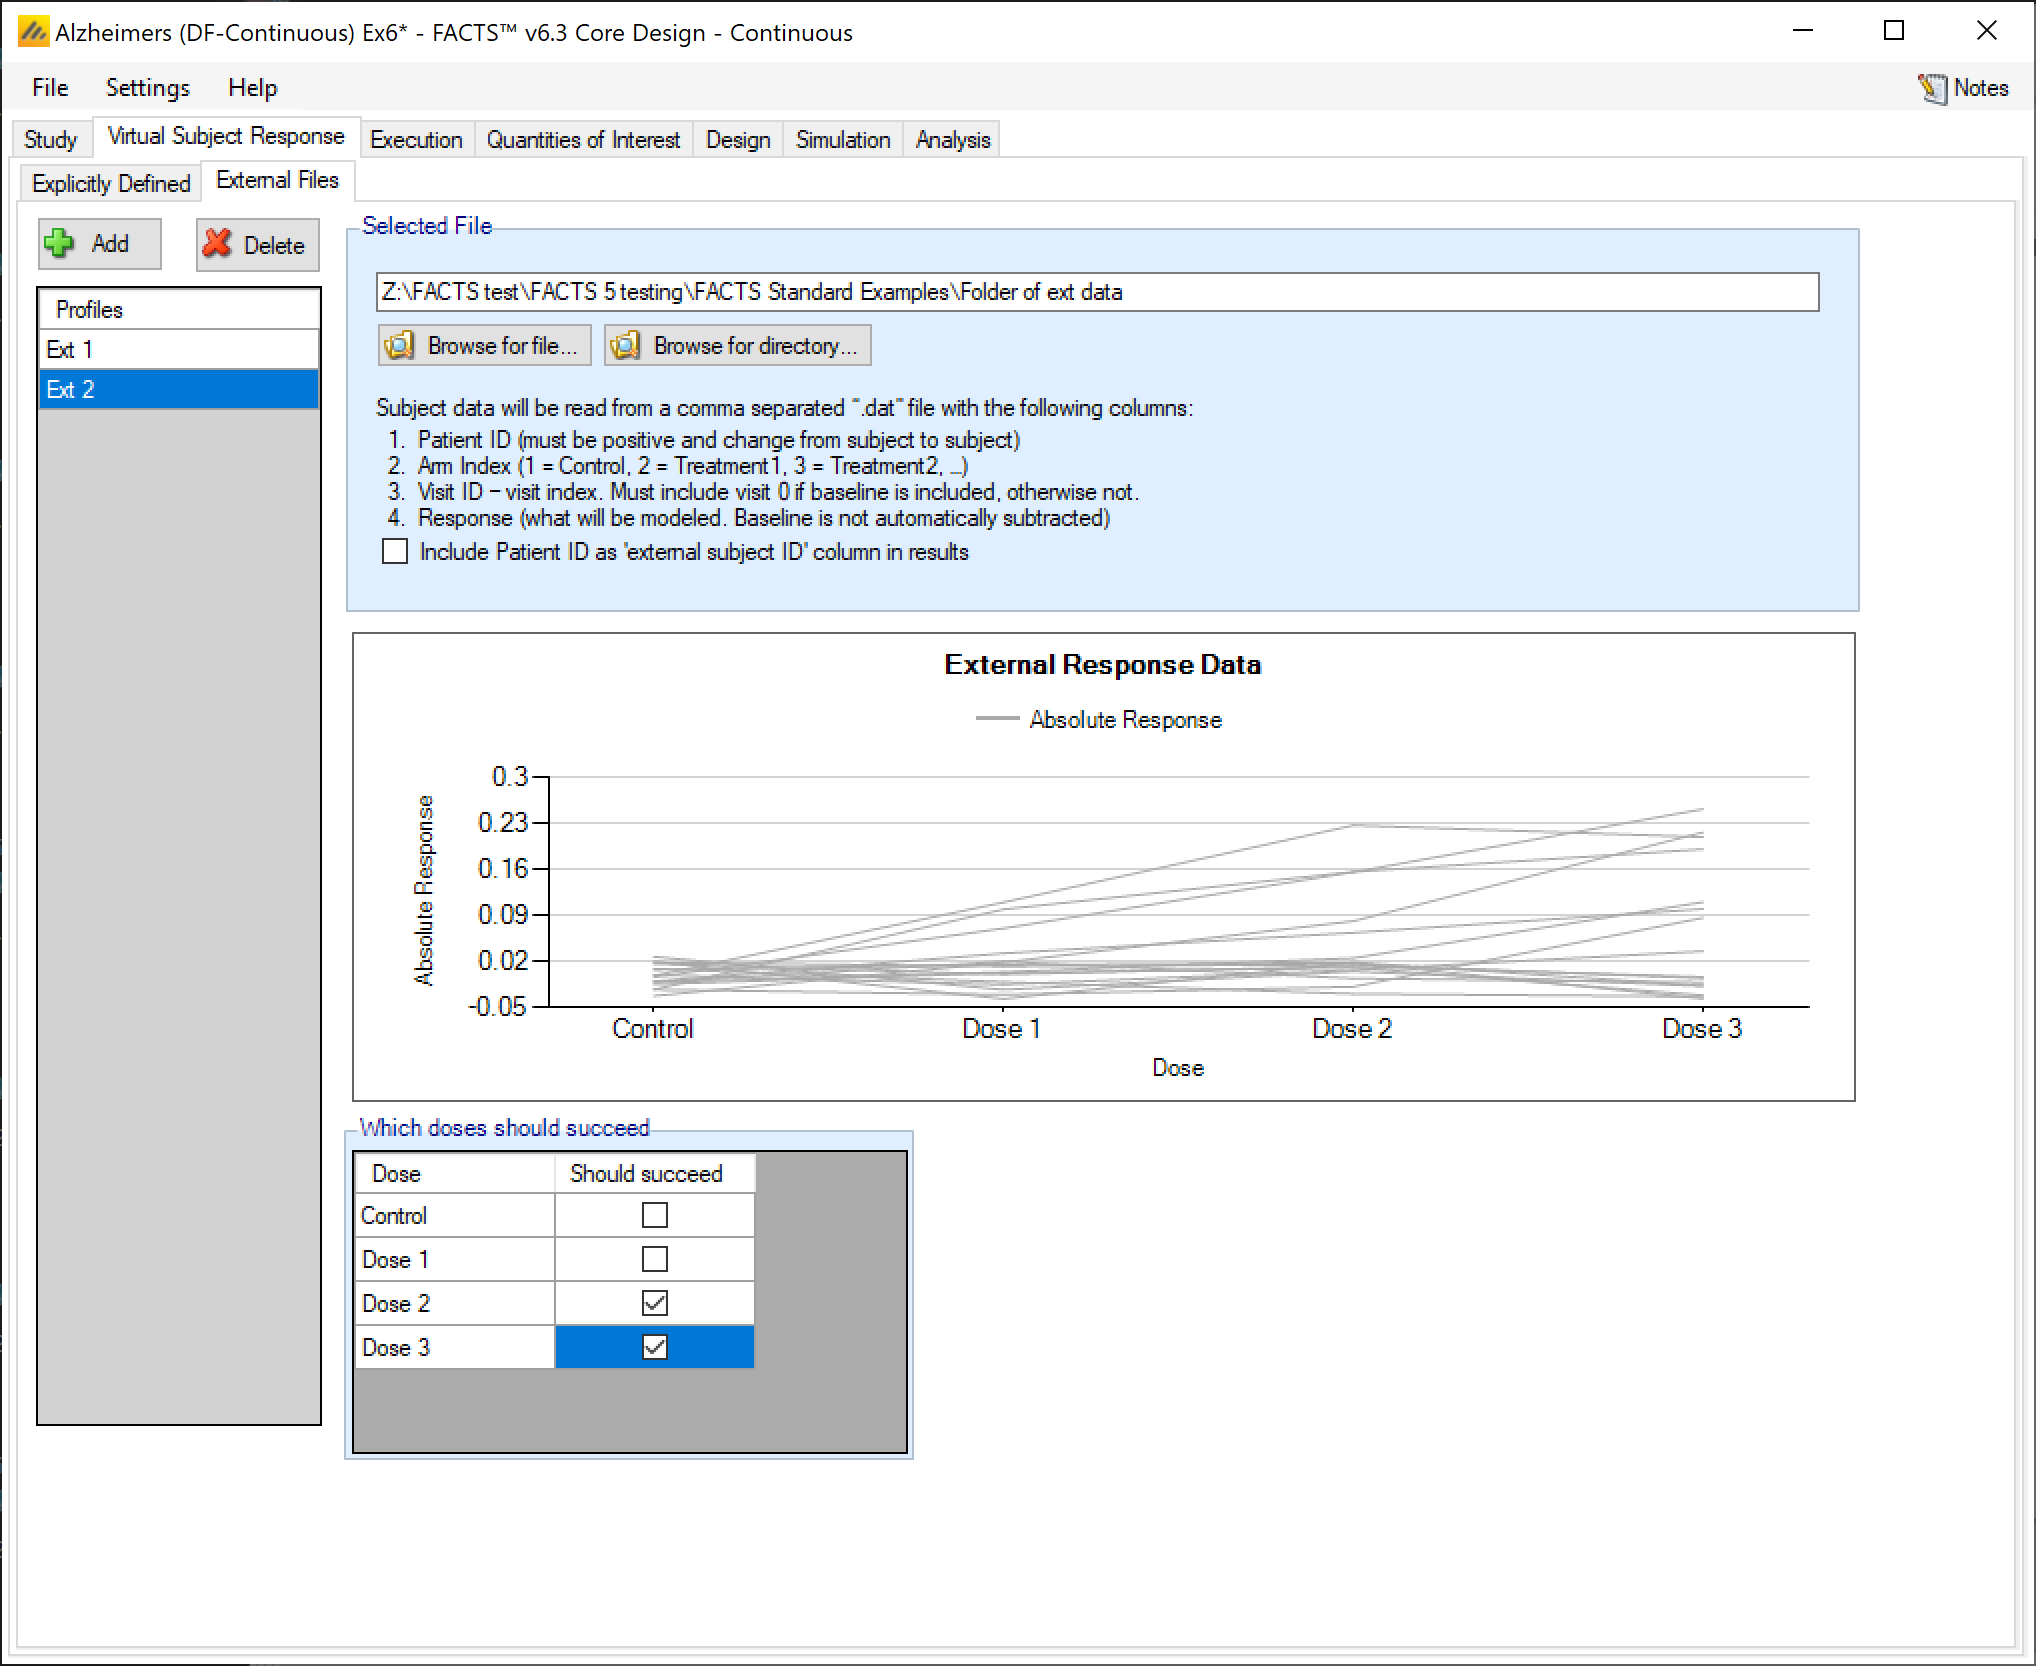 Alzheimers (DF-Continuous) Ex6* - FACTS™ v6.3 Core Design - Continuous
File Settings Help Notes
Study Virtual Subject Response Execution Quantities of Interest Design Simulation Analysis
Explicitly Defined External Files
Add Delete
Profiles
Ext 1
Ext 2
Selected File
Z:\FACTS test\FACTS 5 testing\FACTS Standard Examples\Folder of ext data
Browse for file... Browse for directory...
Subject data will be read from a comma separated ".dat" file with the following columns:
1. Patient ID (must be positive and change from subject to subject)
2. Arm Index (1 = Control, 2 = Treatment1, 3 = Treatment2, ...)
3. Visit ID – visit index. Must include visit 0 if baseline is included, otherwise not.
4. Response (what will be modeled. Baseline is not automatically subtracted)
Include Patient ID as 'external subject ID' column in results
External Response Data
Absolute Response
Absolute Response
0.3
0.23
0.16
0.09
0.02
-0.05
Control Dose 1 Dose 2 Dose 3
Dose
Which doses should succeed
Dose Should succeed
Control
Dose 1
Dose 2
Dose 3